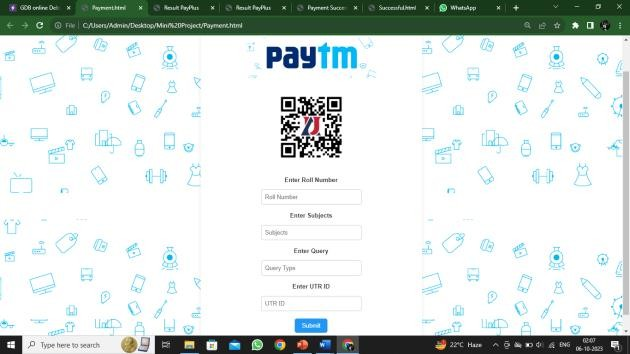 GDB online Deb
Payment.html
Result PayPlus
Result PayPlus
Payment Succes
Successful.html
WhatsApp
File C:/Users/Admin/Desktop/Mini%20Project/Payment.html
paytm
Enter Roll Number
Roll Number
Enter Subjects
Subjects
Enter Query
Query Type
Enter UTR ID
UTR ID
Submit
Type here to search
22°C Haze
ENG
02:07
06-10-2023